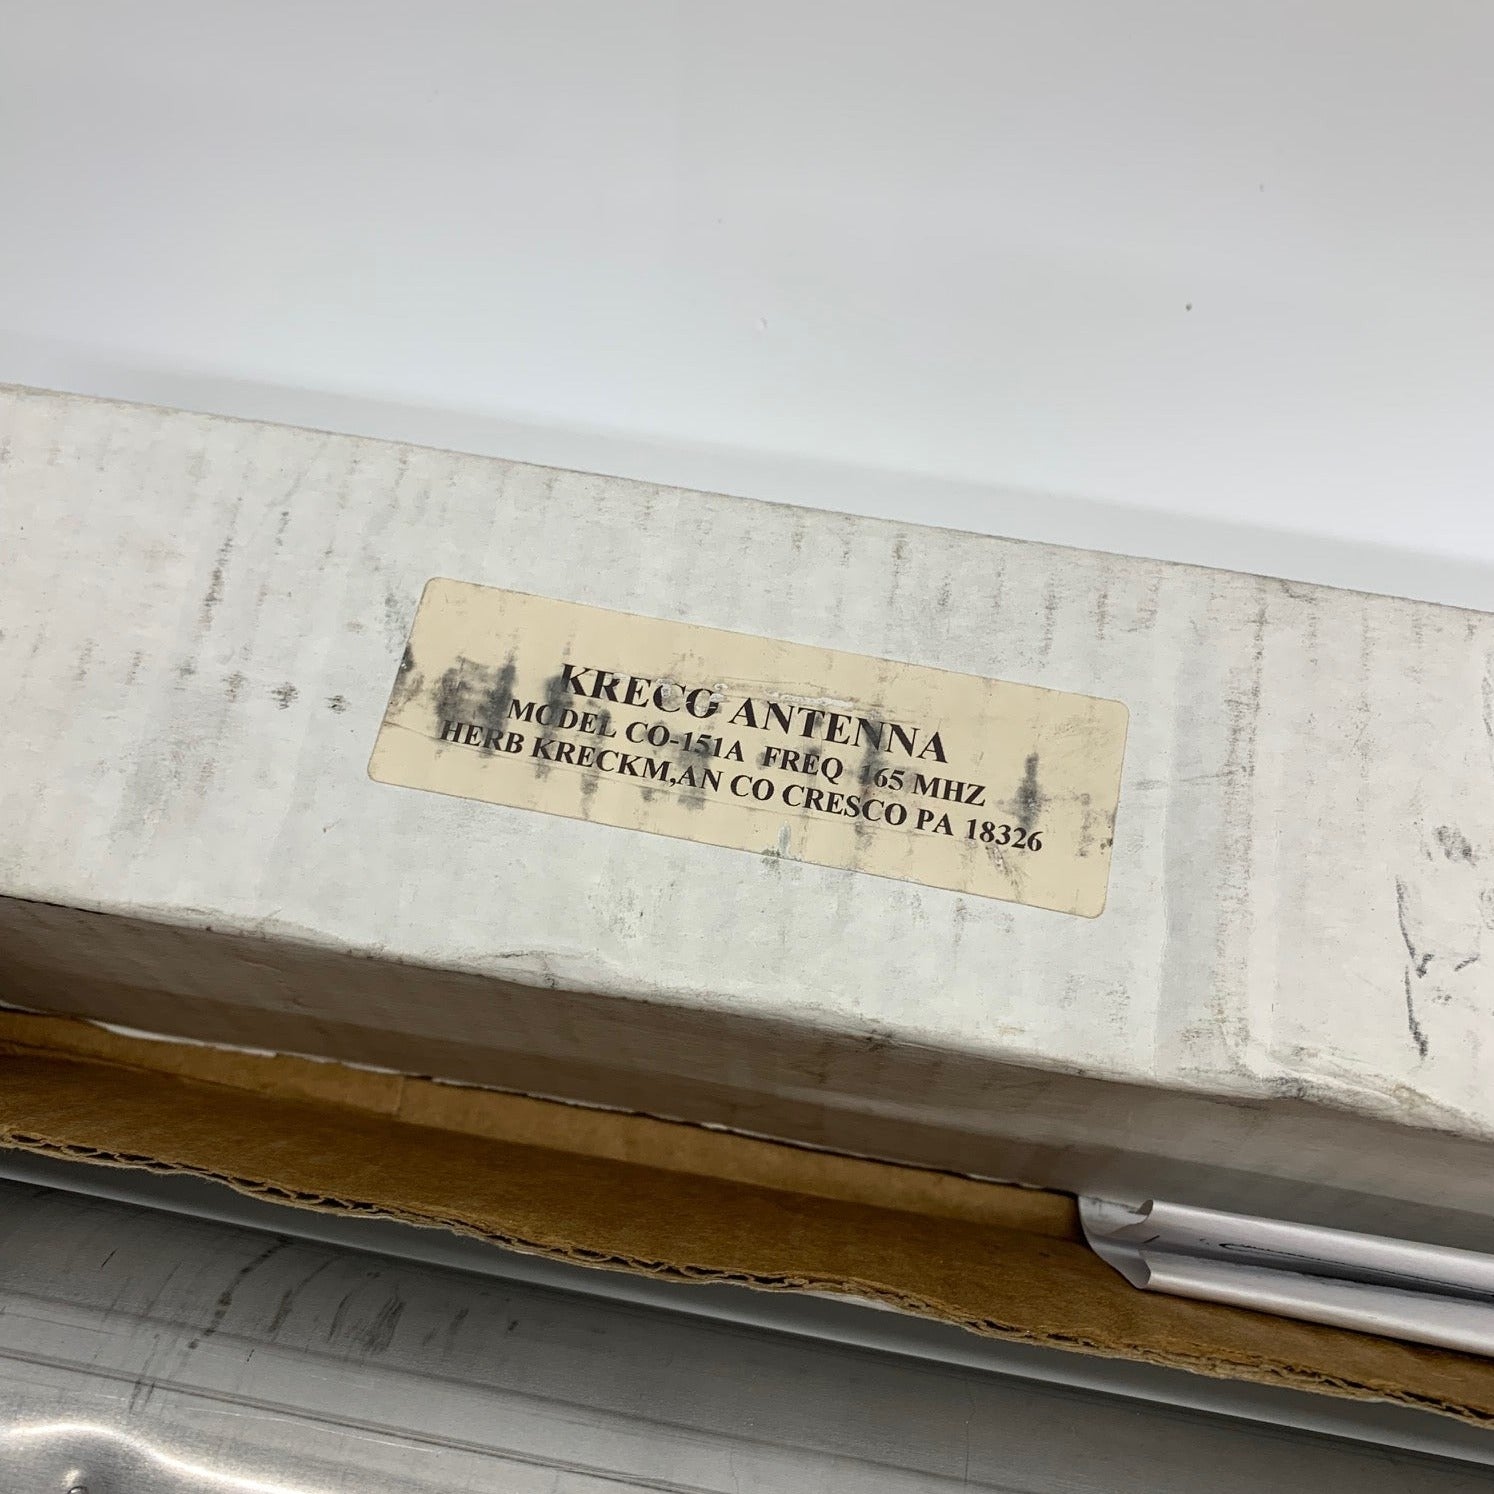 KRECO ANTENNA
MODEL CO-151A FREQ 165 MHZ
HERB KRECKM,AN CO CRESCO PA 18326